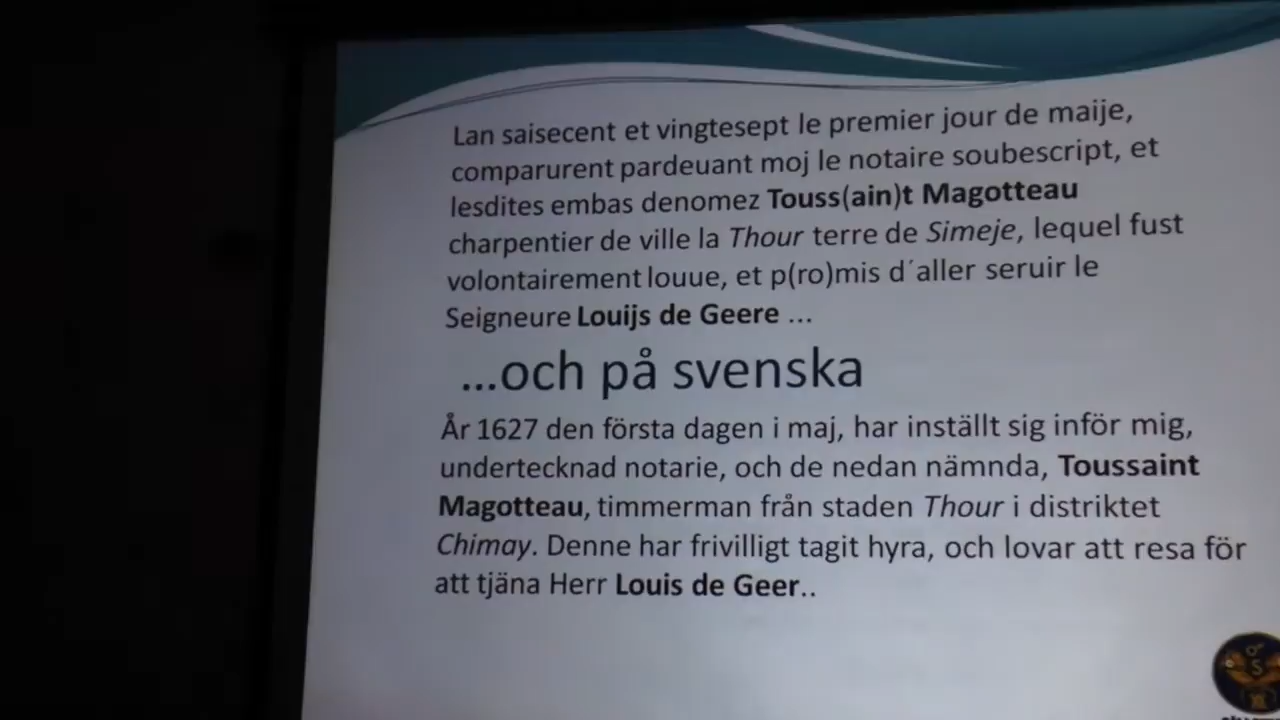 Lan saisecent et vingtesept le premier jour de maije,
comparurent pardeuant moj le notaire soubescript, et
lesdites embas denomez Touss(ain)t Magotteau
charpentier de ville la Thour terre de Simeje, lequel fust
volontairement louue, et p(ro)mis d´aller seruir le
Seigneure Louijs de Geere ...
...och på svenska
År 1627 den första dagen i maj, har inställt sig inför mig,
undertecknad notarie, och de nedan nämnda, Toussaint
Magotteau, timmerman från staden Thour i distriktet
Chimay. Denne har frivilligt tagit hyra, och lovar att resa för
att tjäna Herr Louis de Geer..
S